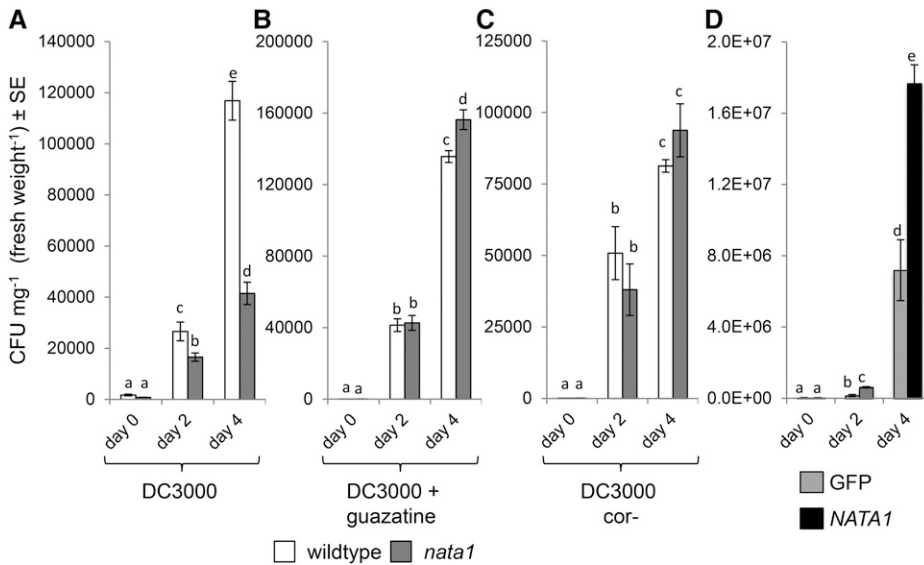 A
B
C
D
CFU mg-1 (fresh weight-1) ± SE
140000
120000
100000
80000
60000
40000
20000
0
a a
c
b
e
d
day 0
day 2
day 4
DC3000
200000
160000
120000
80000
40000
0
a a
b b
c
d
day 0
day 2
day 4
DC3000 +
guazatine
125000
100000
75000
50000
25000
0
a a
b
b
c
c
day 0
day 2
day 4
DC3000
cor-
2.0E+07
1.6E+07
1.2E+07
8.0E+06
4.0E+06
0.0E+00
a a
b c
d
e
day 0
day 2
day 4
wildtype
nata1
GFP
NATA1